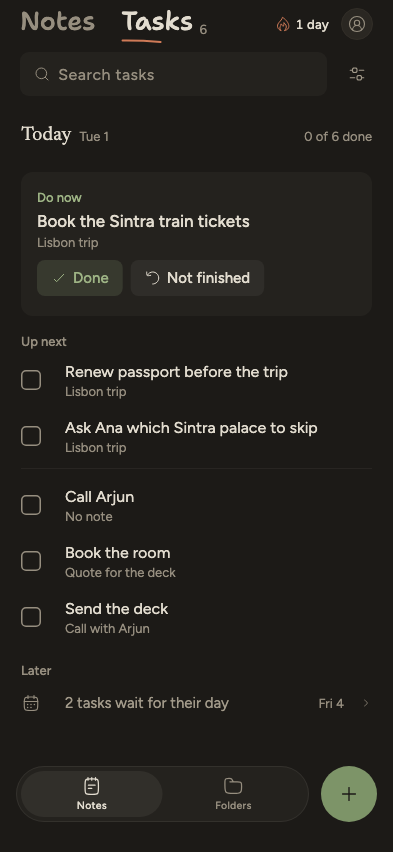 Notes Tasks 6 1 day
Search tasks
Today Tue 1 0 of 6 done
Do now
Book the Sintra train tickets
Lisbon trip
Done Not finished
Up next
Renew passport before the trip
Lisbon trip
Ask Ana which Sintra palace to skip
Lisbon trip
Call Arjun
No note
Book the room
Quote for the deck
Send the deck
Call with Arjun
Later
2 tasks wait for their day Fri 4
Notes Folders